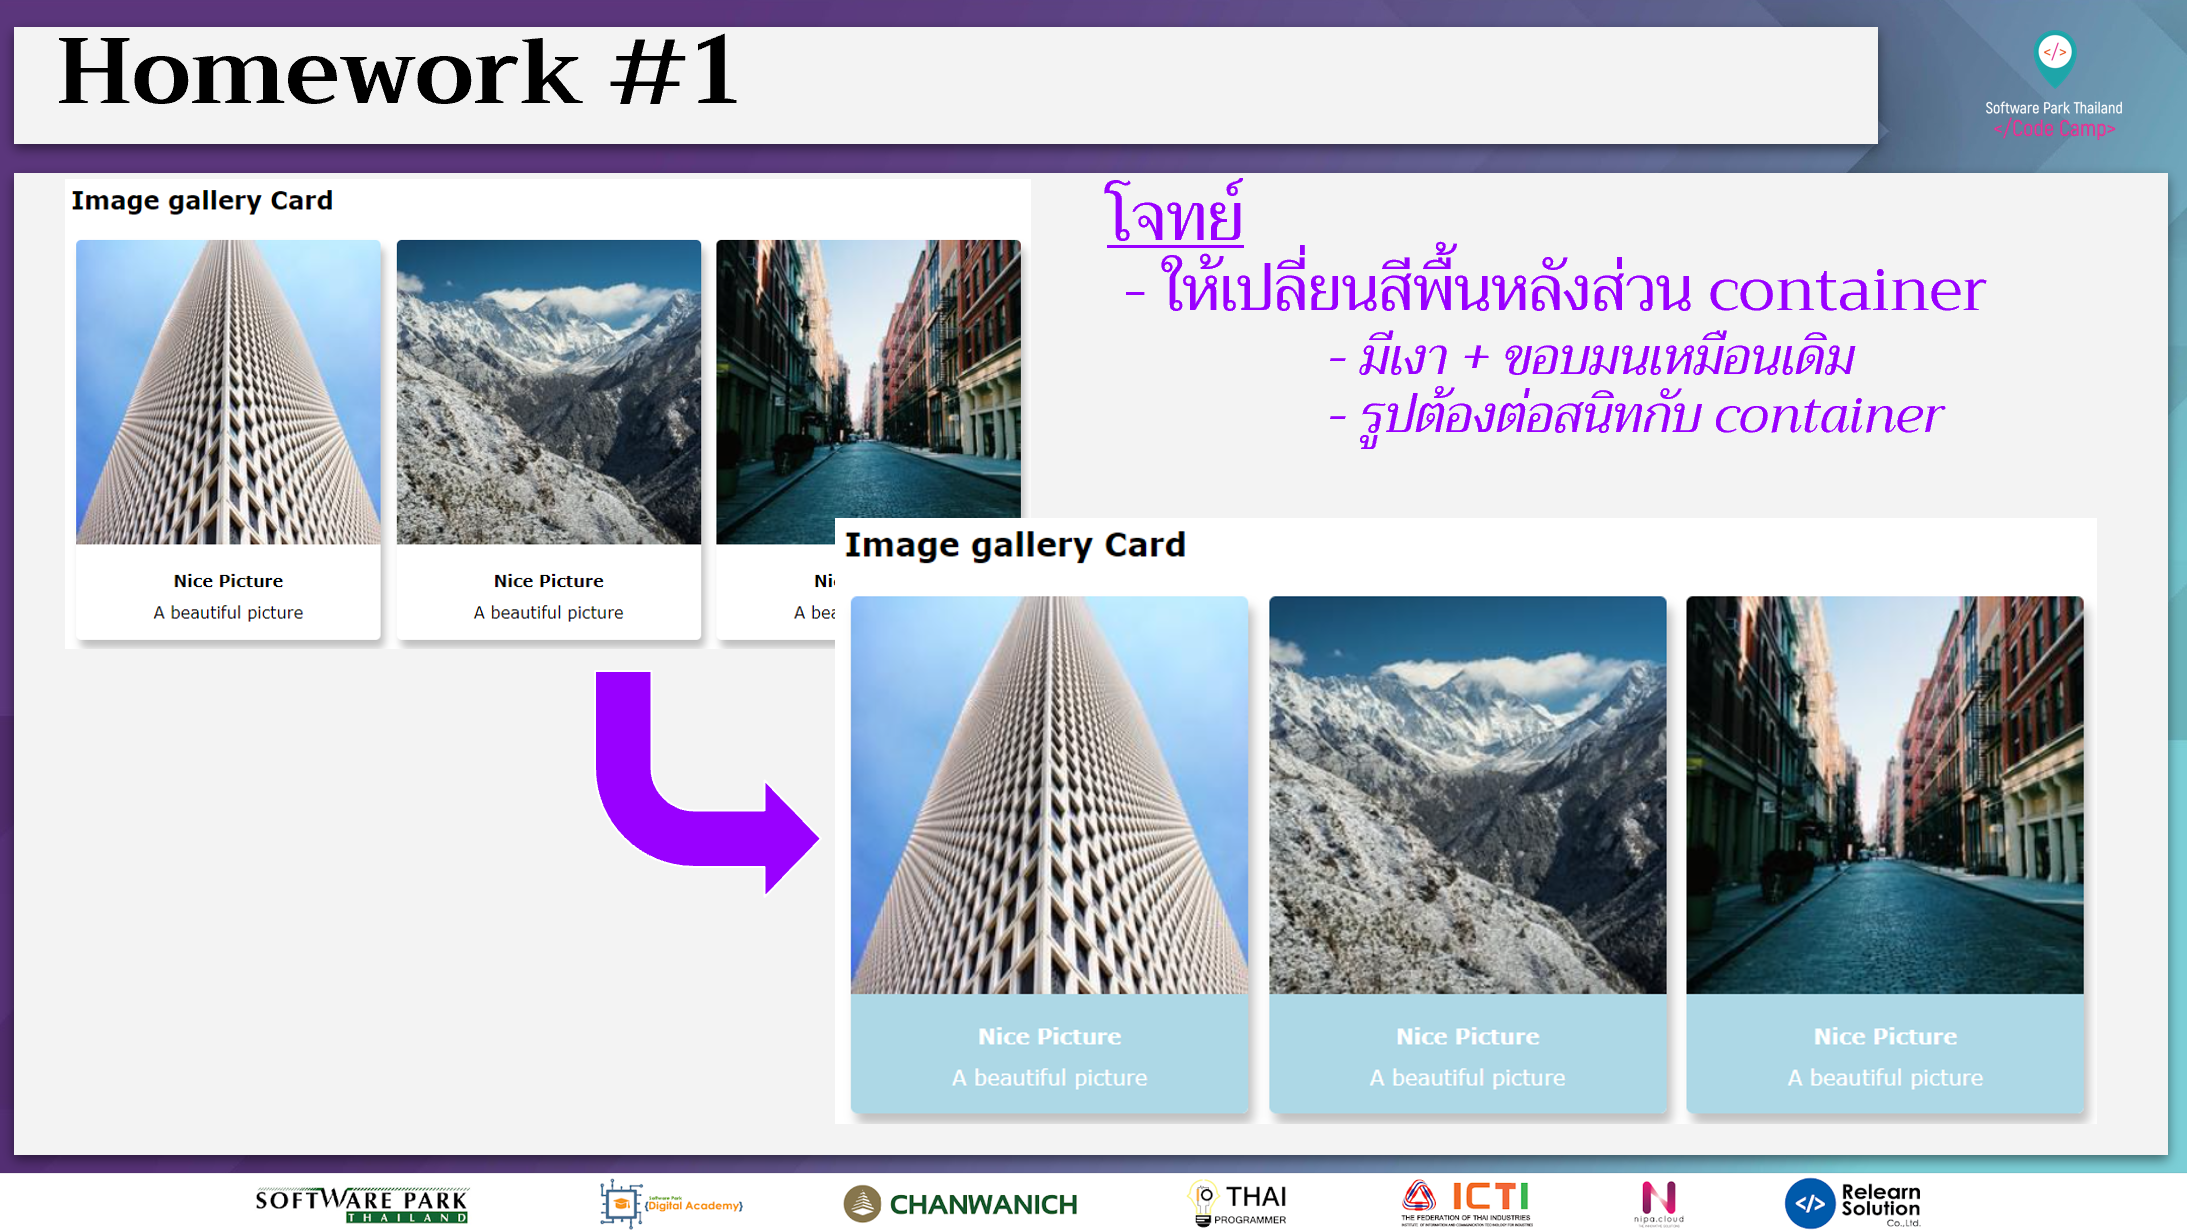 Homework #1
</>
Software Park Thailand
</Code Camp>
Image gallery Card
Nice Picture
A beautiful picture
Nice Picture
A beautiful picture
Ni
A bea
โจทย์
- ให้เปลี่ยนสีพื้นหลังส่วน container
- มีเงา + ขอบมนเหมือนเดิม
- รูปต้องต่อสนิทกับ container
Image gallery Card
Nice Picture
A beautiful picture
Nice Picture
A beautiful picture
Nice Picture
A beautiful picture
SOFTWARE PARK
THAILAND
Software Park
{Digital Academy}
CHANWANICH
THAI
PROGRAMMER
ICTI
THE FEDERATION OF THAI INDUSTRIES
N
nipa.cloud
</>
Relearn
Solution
Co.,Ltd.